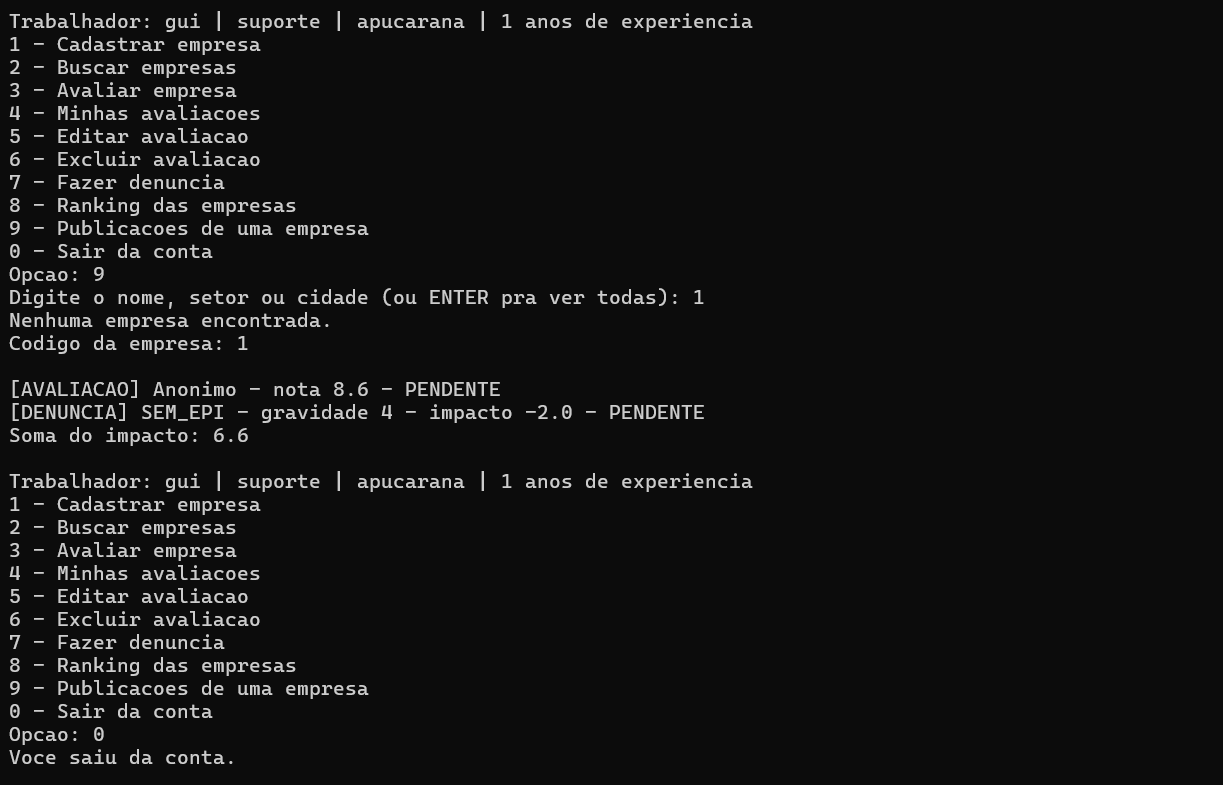 Trabalhador: gui | suporte | apucarana | 1 anos de experiencia
1 - Cadastrar empresa
2 - Buscar empresas
3 - Avaliar empresa
4 - Minhas avaliacoes
5 - Editar avaliacao
6 - Excluir avaliacao
7 - Fazer denuncia
8 - Ranking das empresas
9 - Publicacoes de uma empresa
0 - Sair da conta
Opcao: 9
Digite o nome, setor ou cidade (ou ENTER pra ver todas): 1
Nenhuma empresa encontrada.
Codigo da empresa: 1
[AVALIACAO] Anonimo - nota 8.6 - PENDENTE
[DENUNCIA] SEM_EPI - gravidade 4 - impacto -2.0 - PENDENTE
Soma do impacto: 6.6
Trabalhador: gui | suporte | apucarana | 1 anos de experiencia
1 - Cadastrar empresa
2 - Buscar empresas
3 - Avaliar empresa
4 - Minhas avaliacoes
5 - Editar avaliacao
6 - Excluir avaliacao
7 - Fazer denuncia
8 - Ranking das empresas
9 - Publicacoes de uma empresa
0 - Sair da conta
Opcao: 0
Voce saiu da conta.